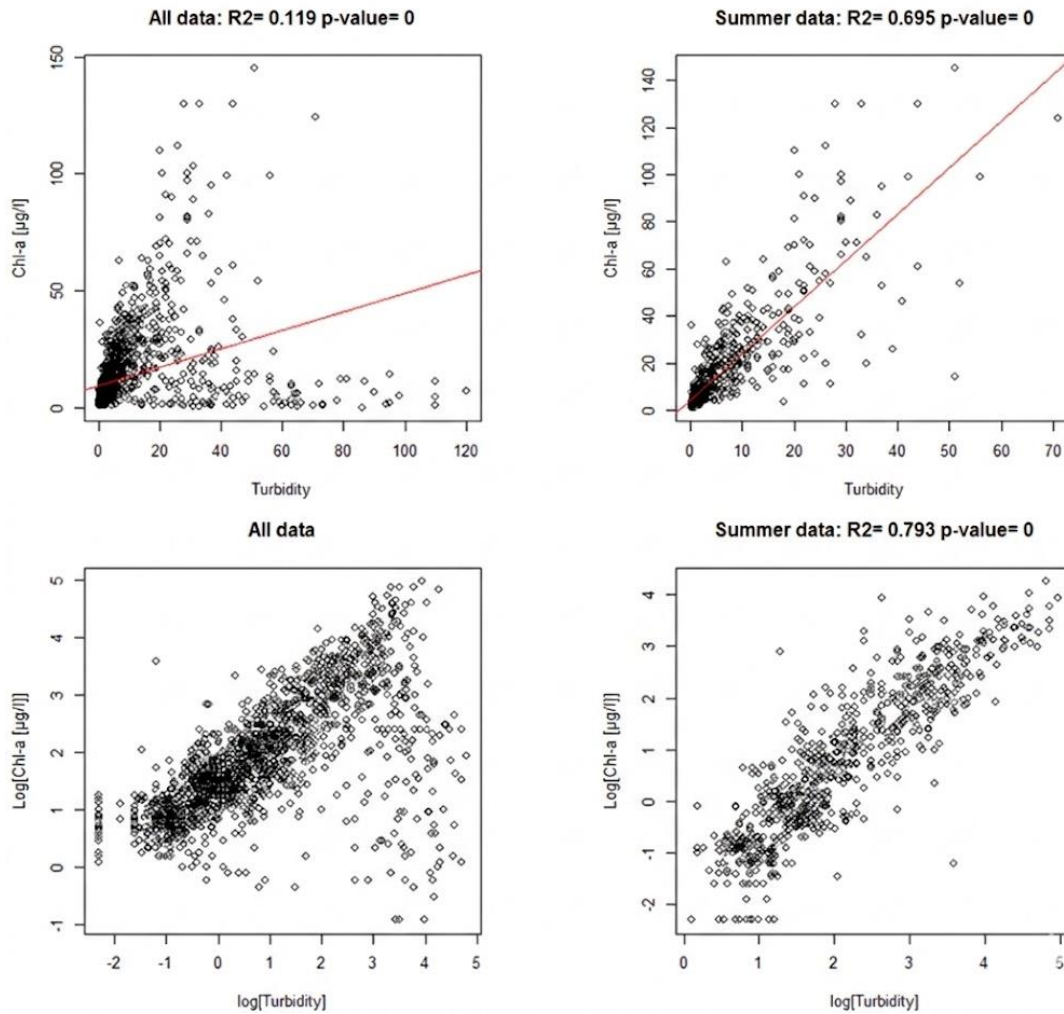 All data: R2= 0.119 p-value= 0
Chl-a [µg/l]
0 50 100 150
0 20 40 60 80 100 120
Turbidity
Summer data: R2= 0.695 p-value= 0
Chl-a [µg/l]
0 20 40 60 80 100 120 140
0 10 20 30 40 50 60 70
Turbidity
All data
Log[Chl-a [µg/l]]
-1 0 1 2 3 4 5
-2 -1 0 1 2 3 4 5
log[Turbidity]
Summer data: R2= 0.793 p-value= 0
Log[Chl-a [µg/l]]
-2 -1 0 1 2 3 4
0 1 2 3 4 5
log[Turbidity]